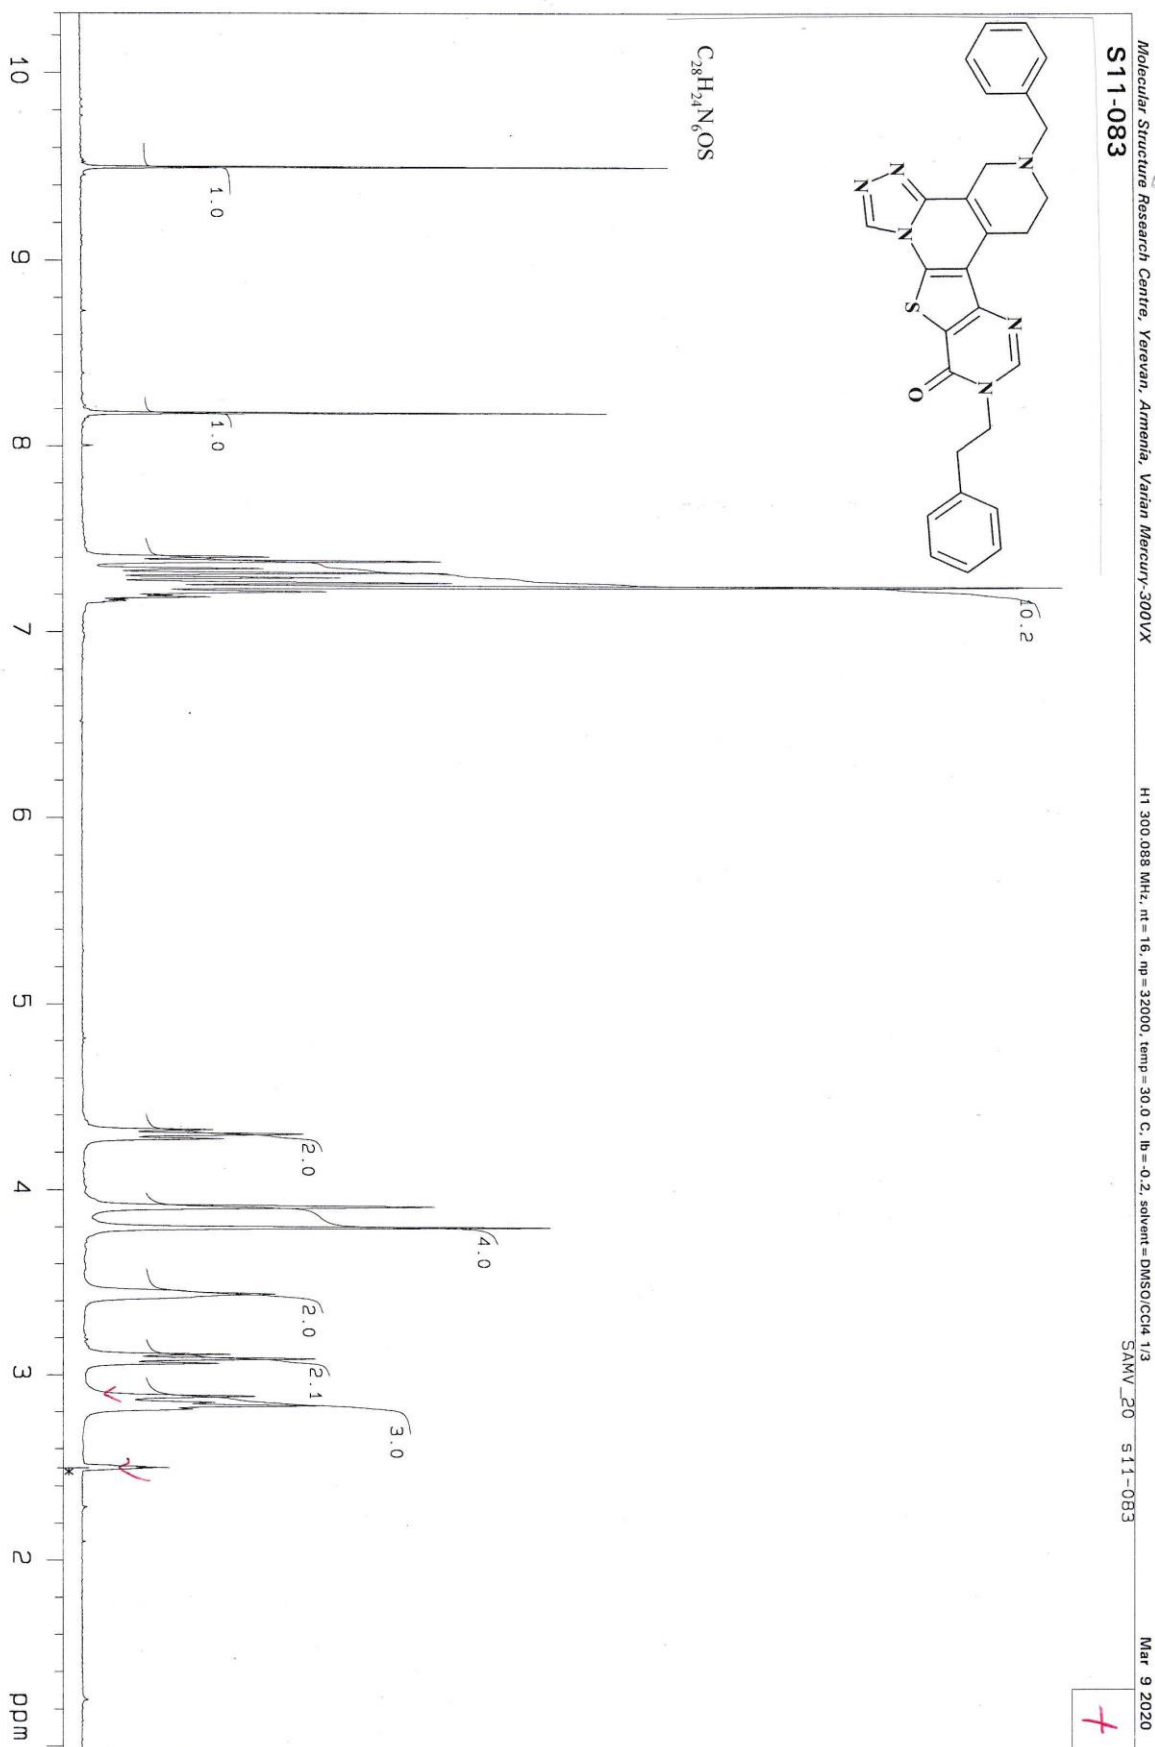 Molecular Structure Research Centre, Yerevan, Armenia, Varian Mercury-300VX
H1 300.088 MHz, nt = 16, np = 32000, temp = 30.0 C, lb = -0.2, solvent = DMSO/CCl4 1/3
Mar 9 2020
S11-083
SAMV_20 S11-083
N
N
N
N
N
S
N
O
C28H24N6OS
1.0
1.0
10.2
2.0
4.0
2.0
2.1
3.0
*
10 9 8 7 6 5 4 3 2 ppm